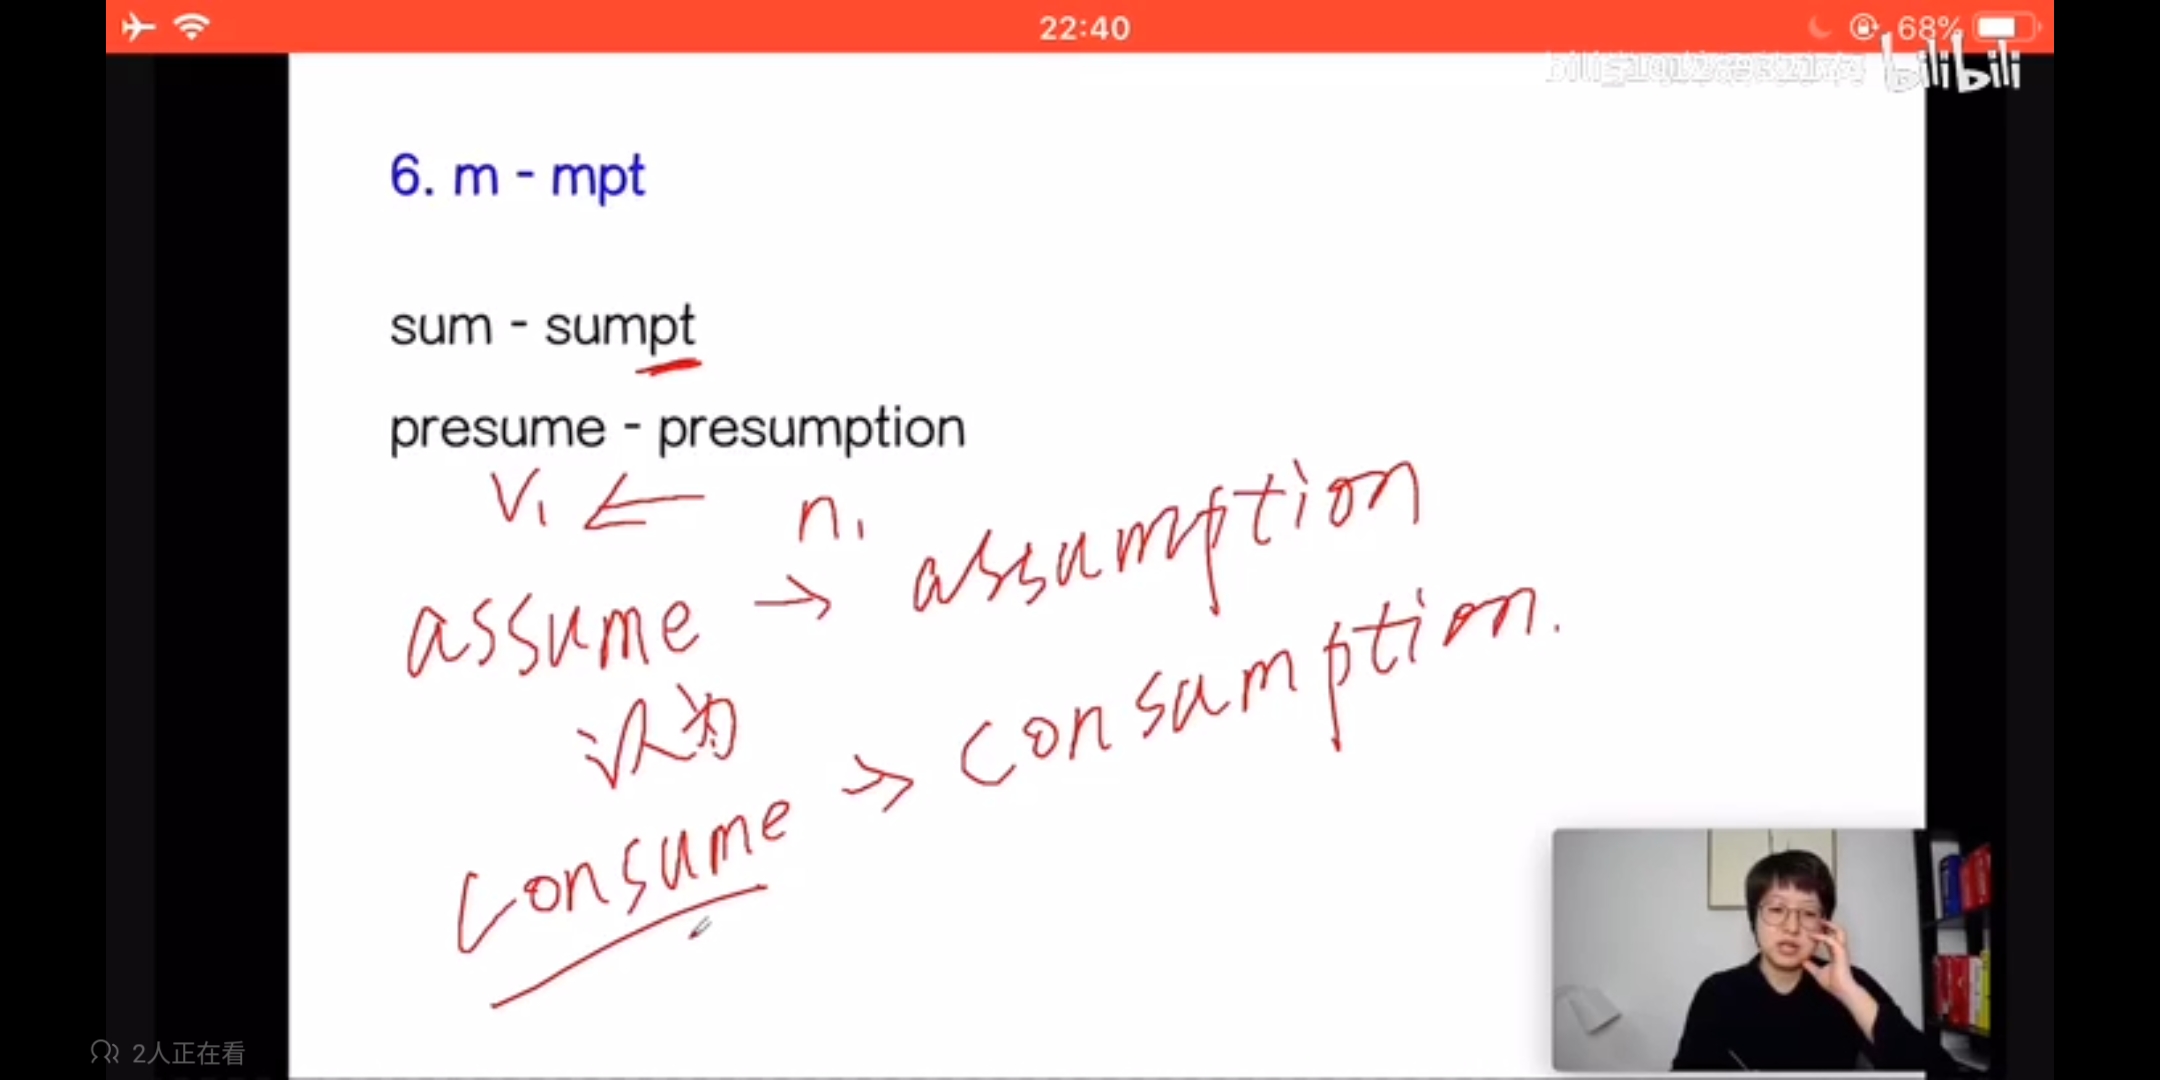 22:40
68%
bilibili
6. m - mpt
sum - sumpt
presume - presumption
v. ← n.
assume → assumption
认为
consume → consumption.
2人正在看